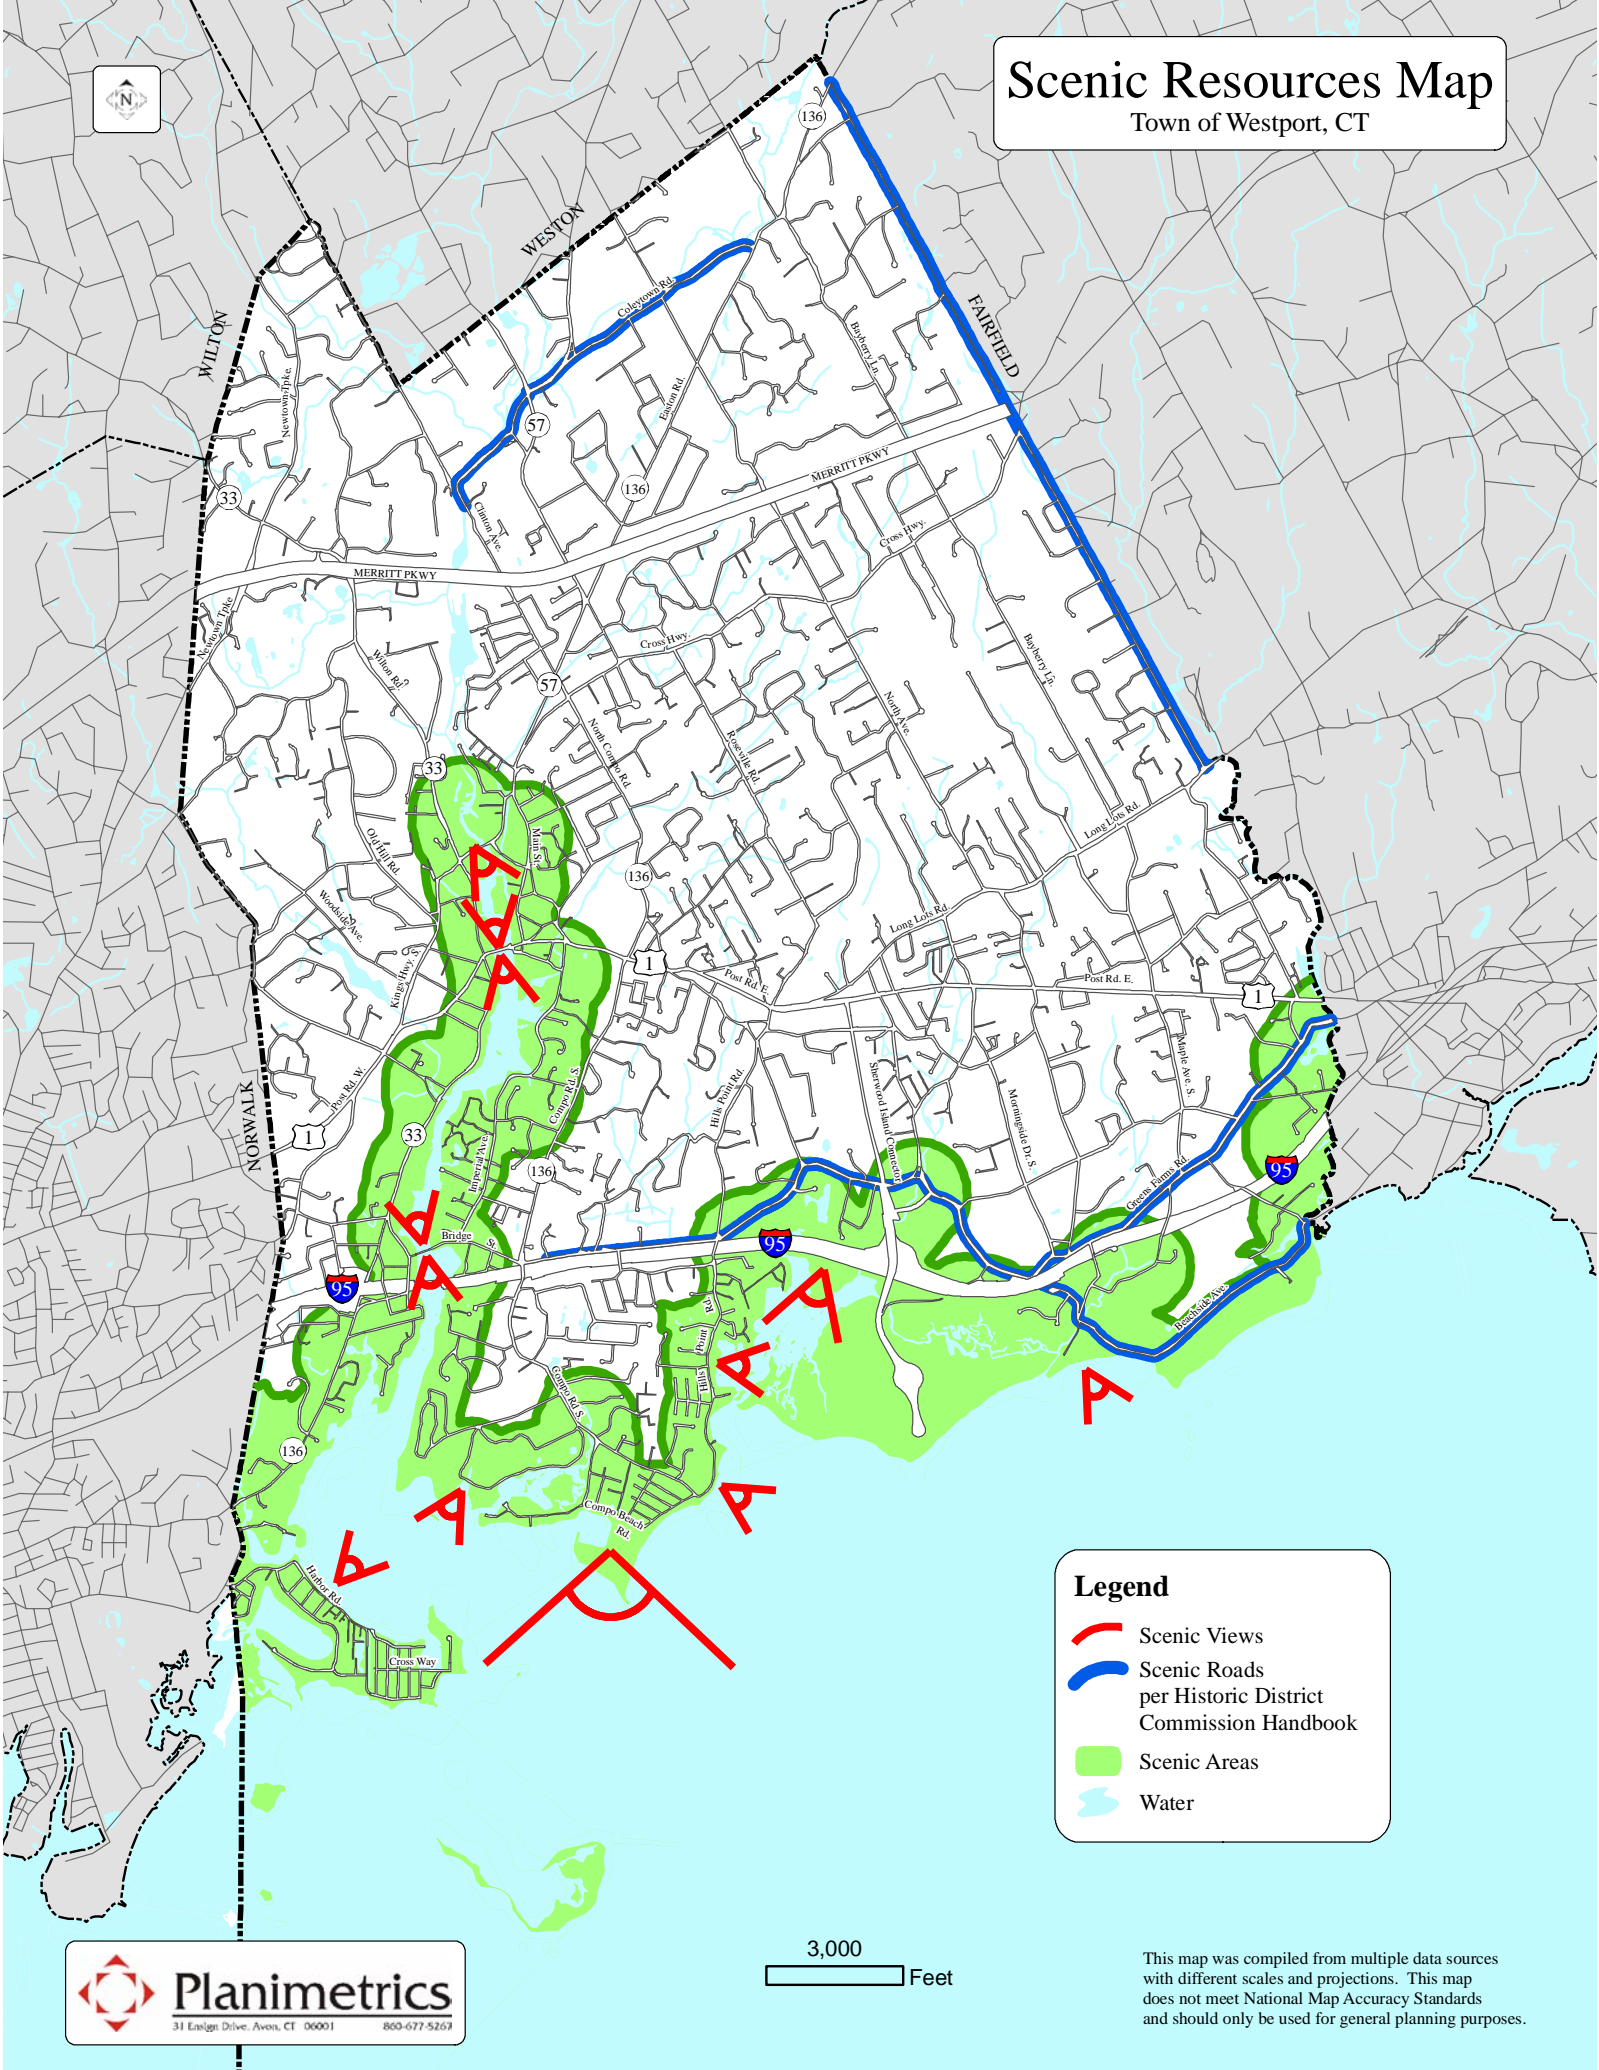 Scenic Resources Map
Town of Westport, CT
N
136
WESTON
WILTON
FAIRFIELD
Coleytown Rd.
Bayberry Ln.
Newtown Tpke.
Easton Rd.
57
33
136
MERRITT PKWY
Clinton Ave.
Cross Hwy.
MERRITT PKWY
Newtown Tpke
Cross Hwy.
Wilton Rd.
Bayberry Ln.
57
North Ave.
North Compo Rd.
Roseville Rd.
33
Long Lots Rd.
Main St.
Old Hill Rd.
136
Woodside Ave.
Long Lots Rd.
Kings Hwy. S.
1
Post Rd. E.
Post Rd. E.
1
Post Rd. W.
Compo Rd. S.
Hills Point Rd.
Sherwood Island Connector
Maple Ave. S.
Morningside Dr. S.
NORWALK
1
33
Imperial Ave.
136
95
Greens Farms Rd.
Bridge St.
95
95
Beachside Ave.
Hills Point Rd.
Compo Rd S.
136
Compo Beach
Rd.
Harbor Rd.
Cross Way
Legend
Scenic Views
Scenic Roads
per Historic District
Commission Handbook
Scenic Areas
Water
Planimetrics
31 Ensign Drive, Avon, CT 06001 860-677-5267
3,000
Feet
This map was compiled from multiple data sources
with different scales and projections. This map
does not meet National Map Accuracy Standards
and should only be used for general planning purposes.